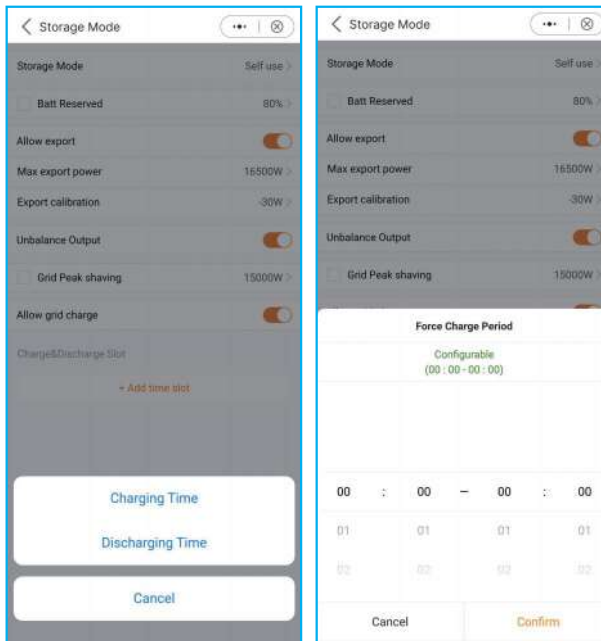 Storage Mode
Storage Mode Self use
Batt Reserved 80%
Allow export
Max export power 16500W
Export calibration -30W
Unbalance Output
Grid Peak shaving 15000W
Allow grid charge
Charge&Discharge Slot
+ Add time slot
Charging Time
Discharging Time
Cancel
Storage Mode
Storage Mode Self use
Batt Reserved 80%
Allow export
Max export power 16500W
Export calibration -30W
Unbalance Output
Grid Peak shaving 15000W
Force Charge Period
Configurable
(00 : 00 - 00 : 00)
00 : 00 – 00 : 00
01 01 01 01
02 02 02 02
Cancel Confirm